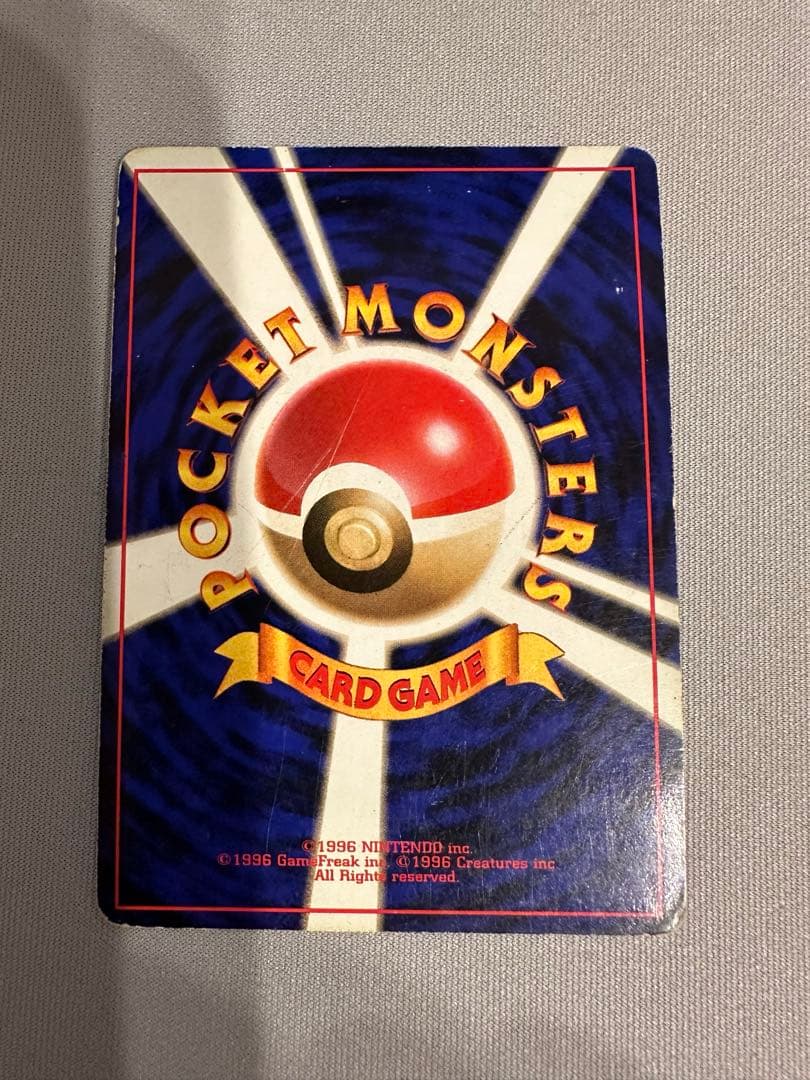 POCKET MONSTERS
CARD GAME
©1996 NINTENDO inc.
©1996 GameFreak inc. ©1996 Creatures inc.
All Rights reserved.